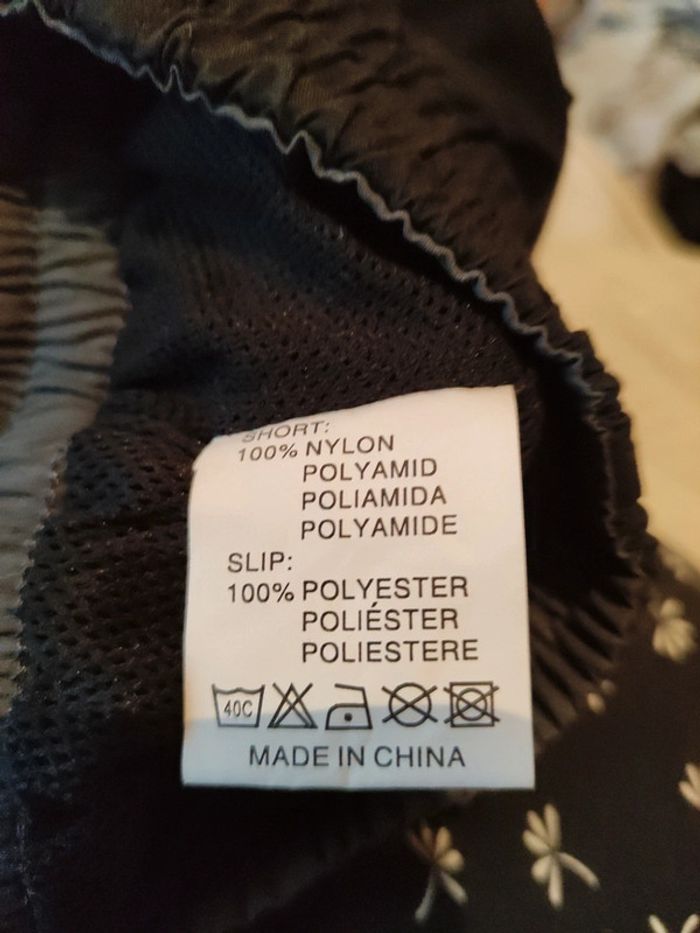 SHORT:
100% NYLON
POLYAMID
POLIAMIDA
POLYAMIDE
SLIP:
100% POLYESTER
POLIÉSTER
POLIESTERE
40C
MADE IN CHINA